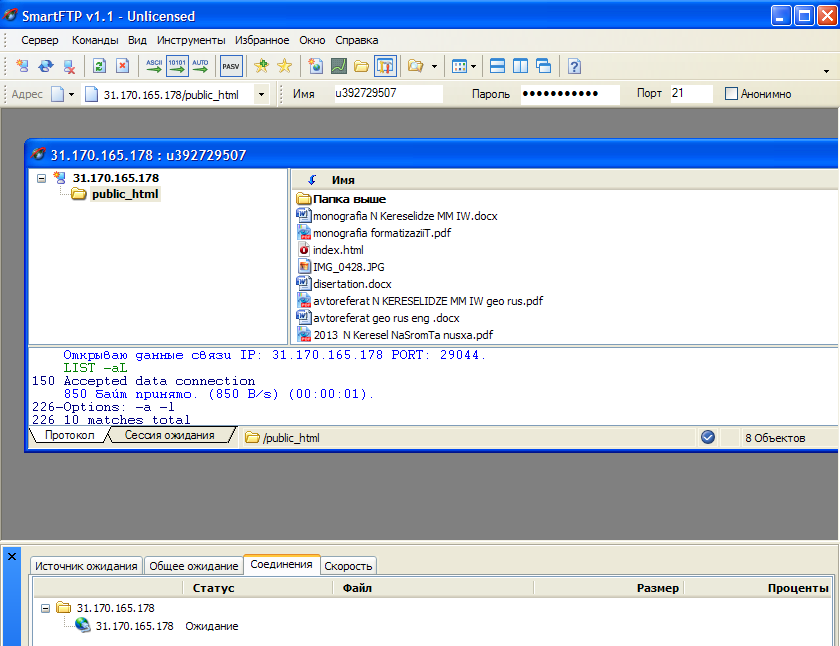 SmartFTP v1.1 - Unlicensed
Сервер Команды Вид Инструменты Избранное Окно Справка
ASCII 10101 AUTO PASV
Адрес 31.170.165.178/public_html Имя u392729507 Пароль ●●●●●●●●●●● Порт 21 Анонимно
31.170.165.178 : u392729507
31.170.165.178
public_html
Имя
Папка выше
monografia N Kereselidze MM IW.docx
monografia formatizaziiT.pdf
index.html
IMG_0428.JPG
disertation.docx
avtoreferat N KERESELIDZE MM IW geo rus.pdf
avtoreferat geo rus eng .docx
2013 N Keresel NaSromTa nusxa.pdf
Открываю данные связи IP: 31.170.165.178 PORT: 29044.
LIST -aL
150 Accepted data connection
850 байт принято. (850 B/s) (00:00:01).
226-Options: -a -l
226 10 matches total
Протокол Сессия ожидания /public_html 8 Объектов
Источник ожидания Общее ожидание Соединения Скорость
Статус Файл Размер Проценты
31.170.165.178
31.170.165.178 Ожидание